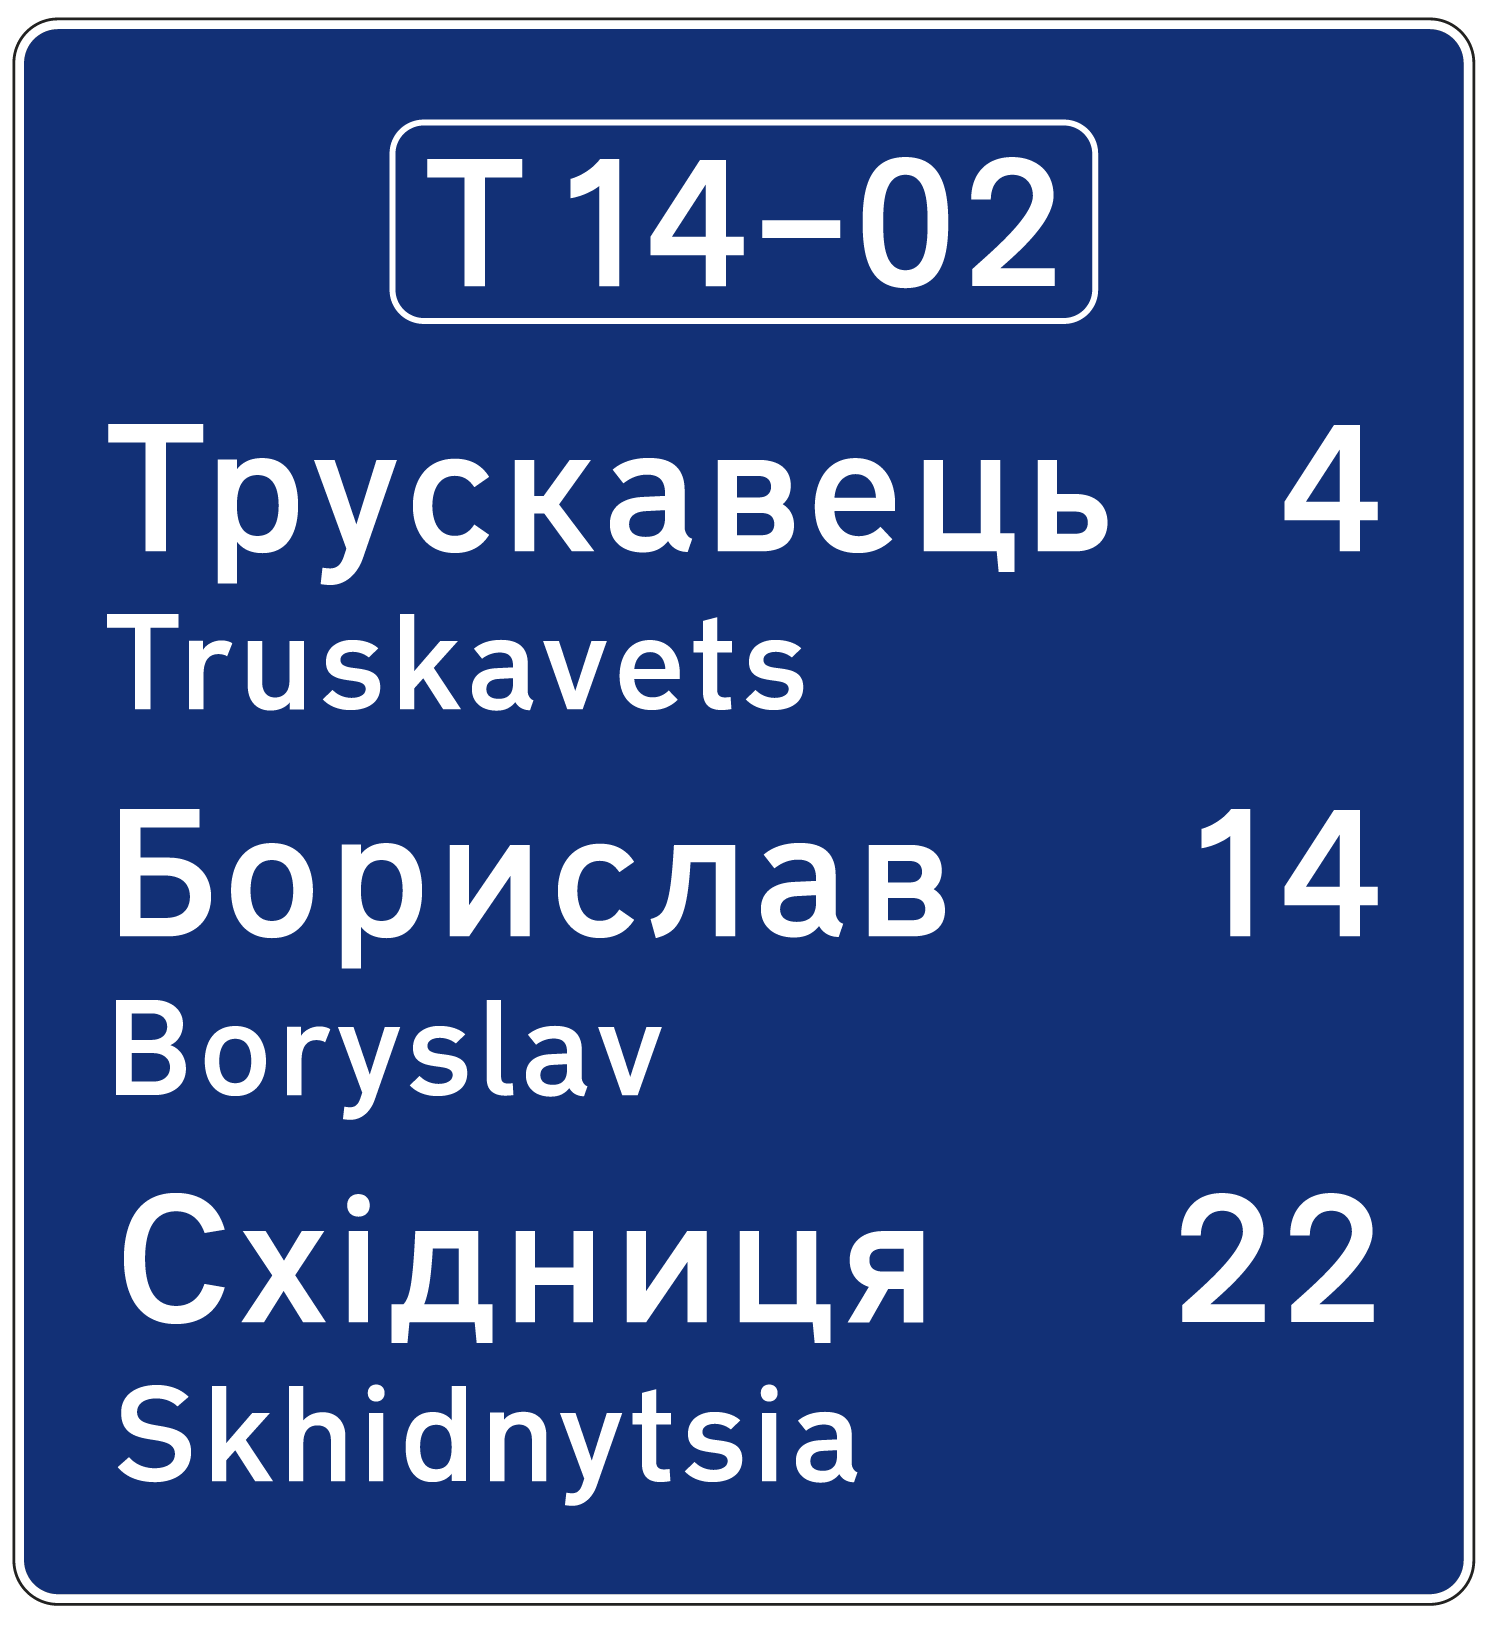 Т 14–02
Трускавець 4
Truskavets
Борислав 14
Boryslav
Східниця 22
Skhidnytsia